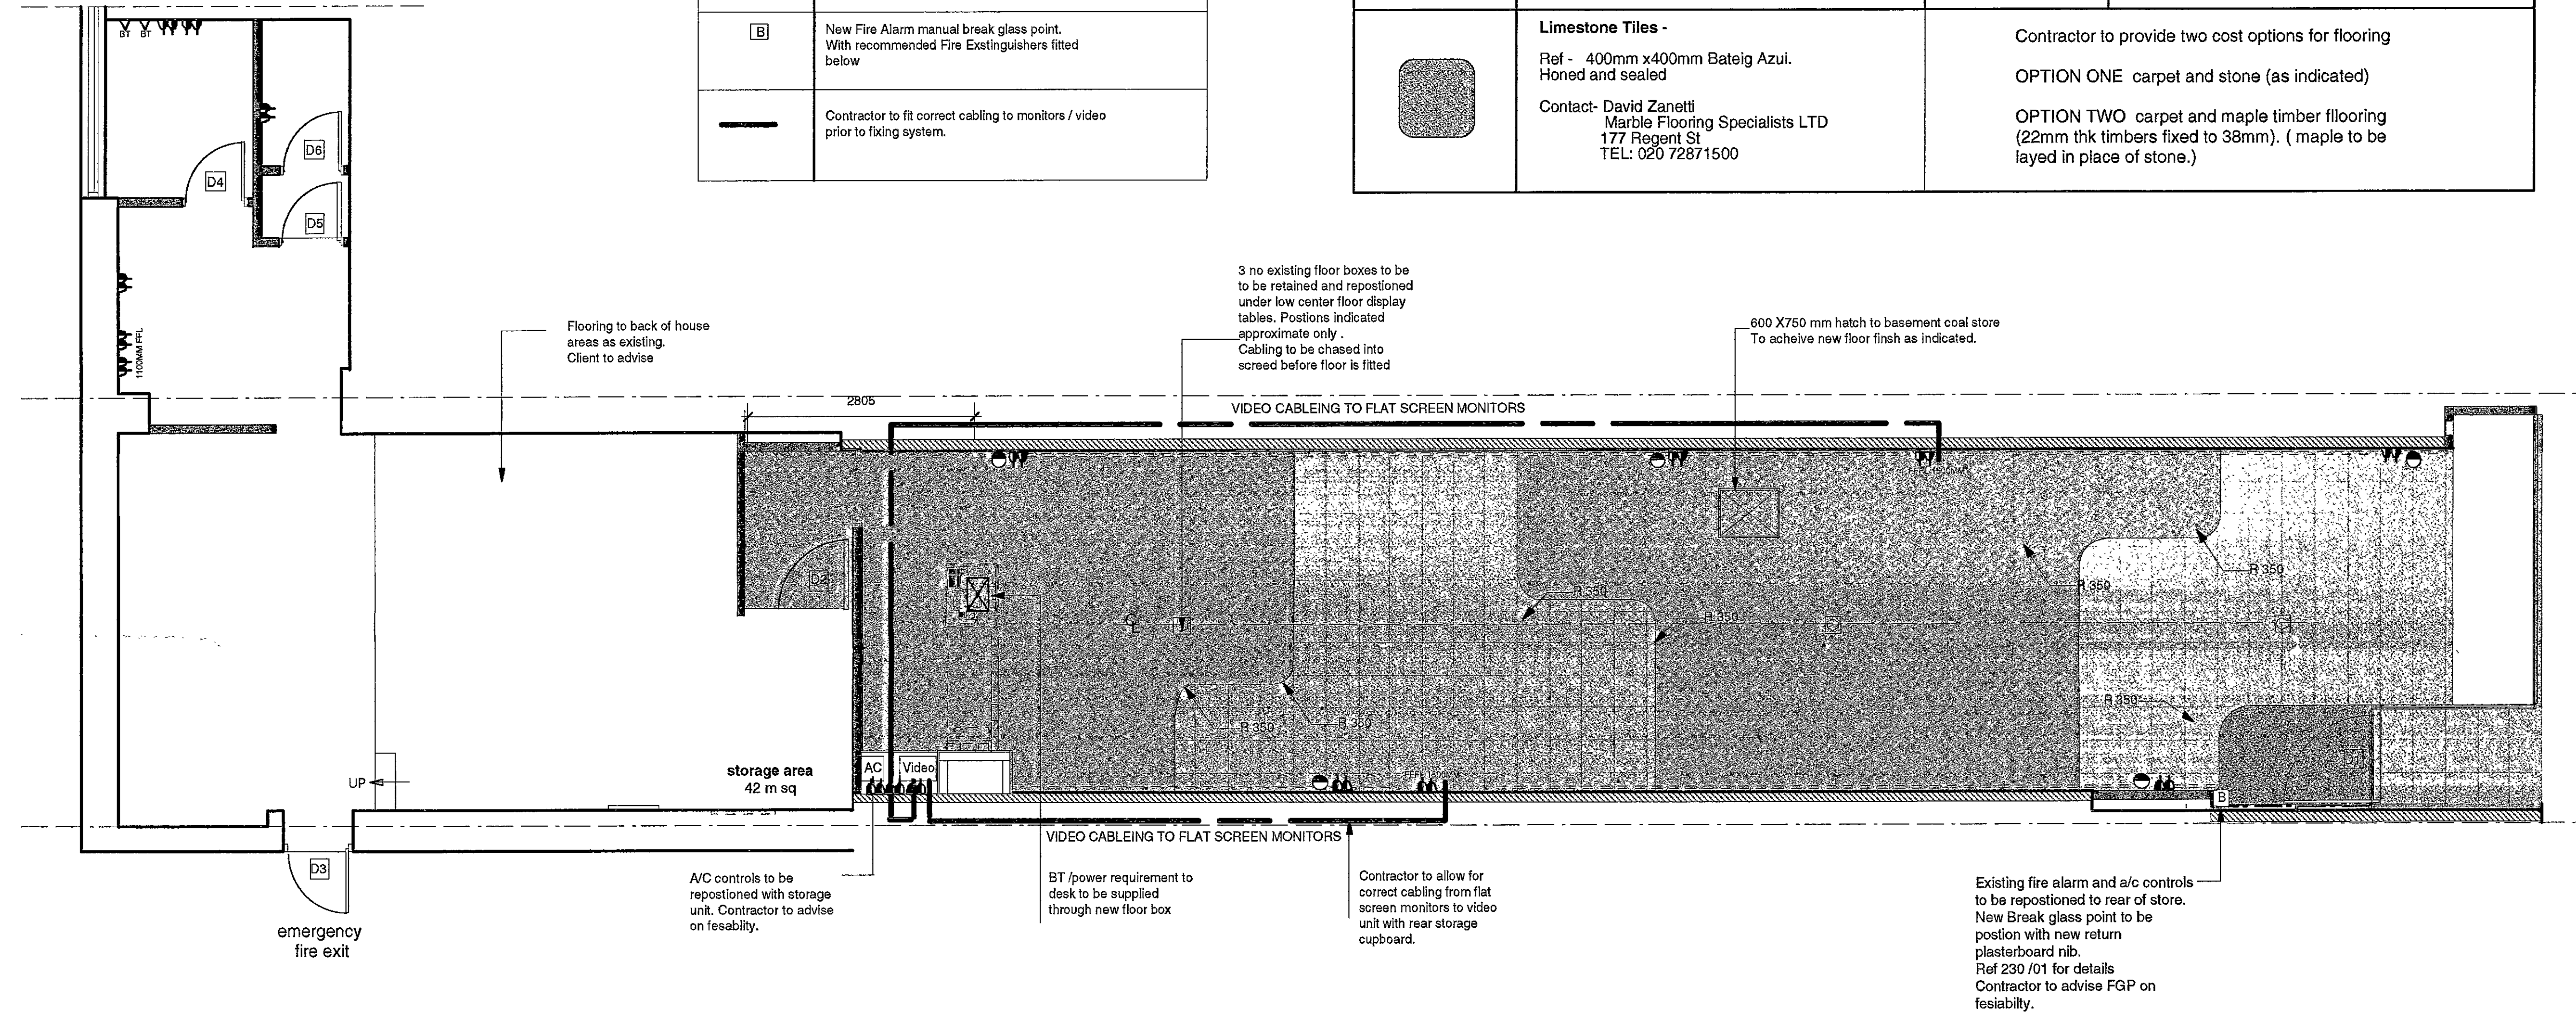 BT BT
B
New Fire Alarm manual break glass point.
With recommended Fire Exstinguishers fitted
below
Contractor to fit correct cabling to monitors / video
prior to fixing system.
Limestone Tiles -
Ref - 400mm x400mm Bateig Azui.
Honed and sealed
Contact- David Zanetti
Marble Flooring Specialists LTD
177 Regent St
TEL: 020 72871500
Contractor to provide two cost options for flooring
OPTION ONE carpet and stone (as indicated)
OPTION TWO carpet and maple timber fllooring
(22mm thk timbers fixed to 38mm). ( maple to be
layed in place of stone.)
D6
D4
D5
1100MM FFL
Flooring to back of house
areas as existing.
Client to advise
3 no existing floor boxes to be
to be retained and repostioned
under low center floor display
tables. Postions indicated
approximate only .
Cabling to be chased into
screed before floor is fitted
600 X750 mm hatch to basement coal store
To acheive new floor finsh as indicated.
2805
VIDEO CABLEING TO FLAT SCREEN MONITORS
D2
CL
R 350
R 350
R 350
R 350
R 350
R 350
R 350
D1
UP
storage area
42 m sq
AC
Video
B
VIDEO CABLEING TO FLAT SCREEN MONITORS
D3
emergency
fire exit
A/C controls to be
repostioned with storage
unit. Contractor to advise
on fesablity.
BT /power requirement to
desk to be supplied
through new floor box
Contractor to allow for
correct cabling from flat
screen monitors to video
unit with rear storage
cupboard.
Existing fire alarm and a/c controls
to be repostioned to rear of store.
New Break glass point to be
postion with new return
plasterboard nib.
Ref 230 /01 for details
Contractor to advise FGP on
fesiabilty.